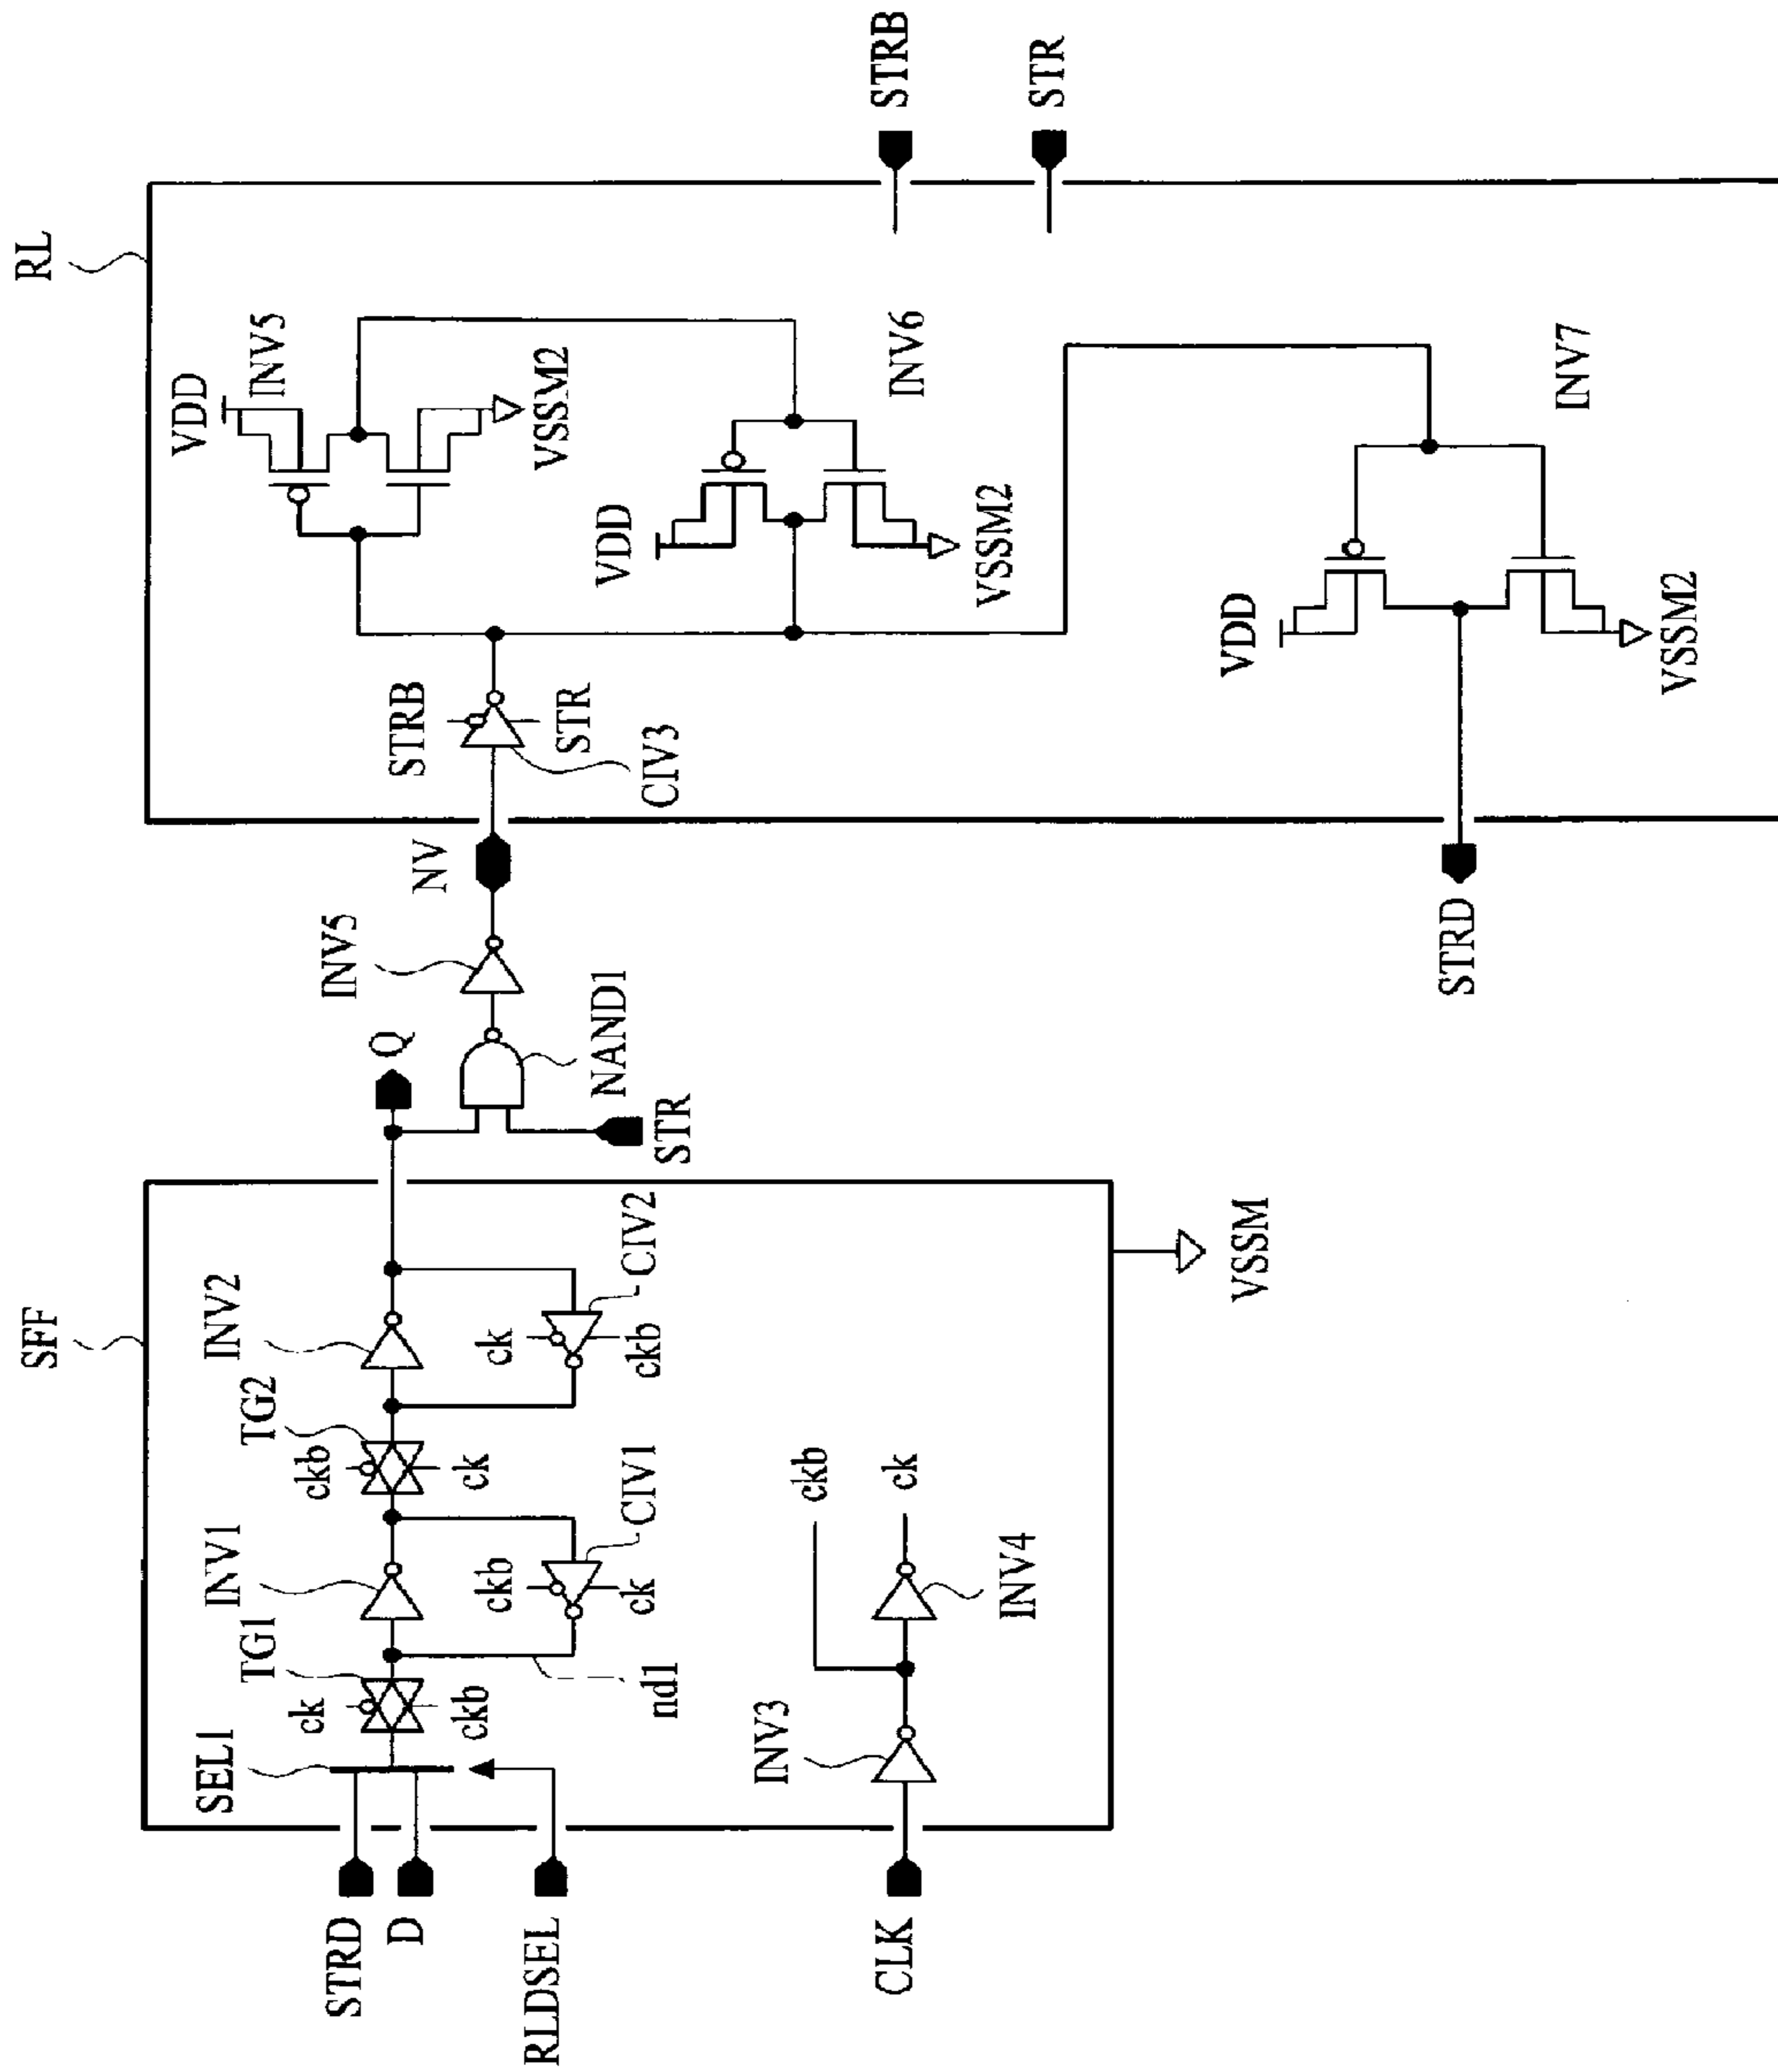 SFF
SEL1
TG1
INV1
TG2
INV2
STRD
D
RLDSEL
ck
ckb
ckb
ck
nd1
ckb
ck
CIV1
ck
ckb
CIV2
CLK
INV3
INV4
ckb
ck
VSSM
Q
STR
NAND1
INV5
NV
RL
STRB
STR
CIV3
VDD
INV5
VSSM2
VDD
INV6
VSSM2
VDD
INV7
VSSM2
STRD
STRB
STR